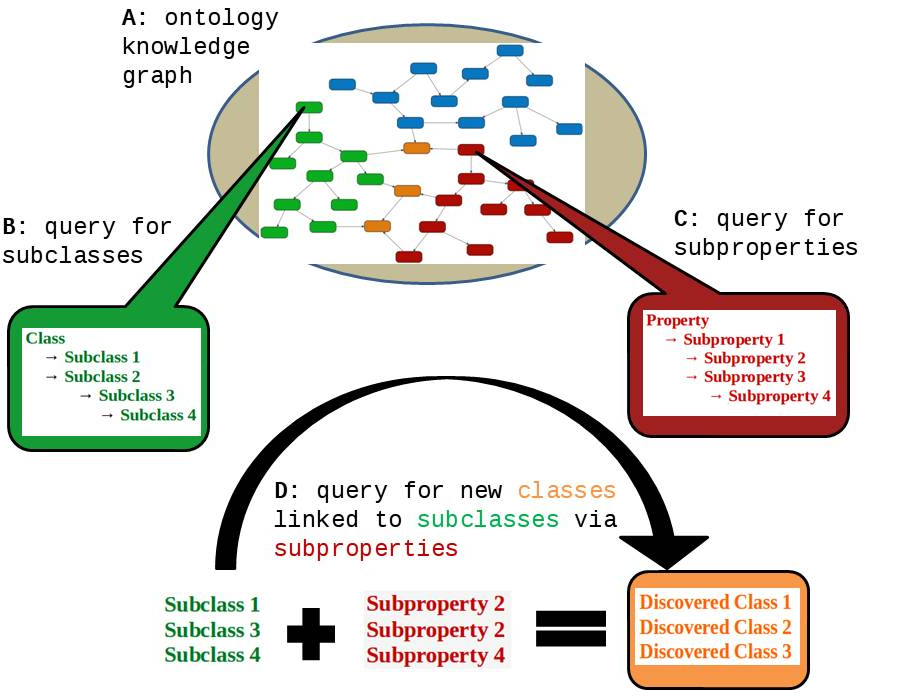 A: ontology
knowledge
graph
B: query for
subclasses
C: query for
subproperties
Class
→ Subclass 1
→ Subclass 2
→ Subclass 3
→ Subclass 4
Property
→ Subproperty 1
→ Subproperty 2
→ Subproperty 3
→ Subproperty 4
D: query for new classes
linked to subclasses via
subproperties
Subclass 1
Subclass 3
Subclass 4
+
Subproperty 2
Subproperty 2
Subproperty 4
=
Discovered Class 1
Discovered Class 2
Discovered Class 3